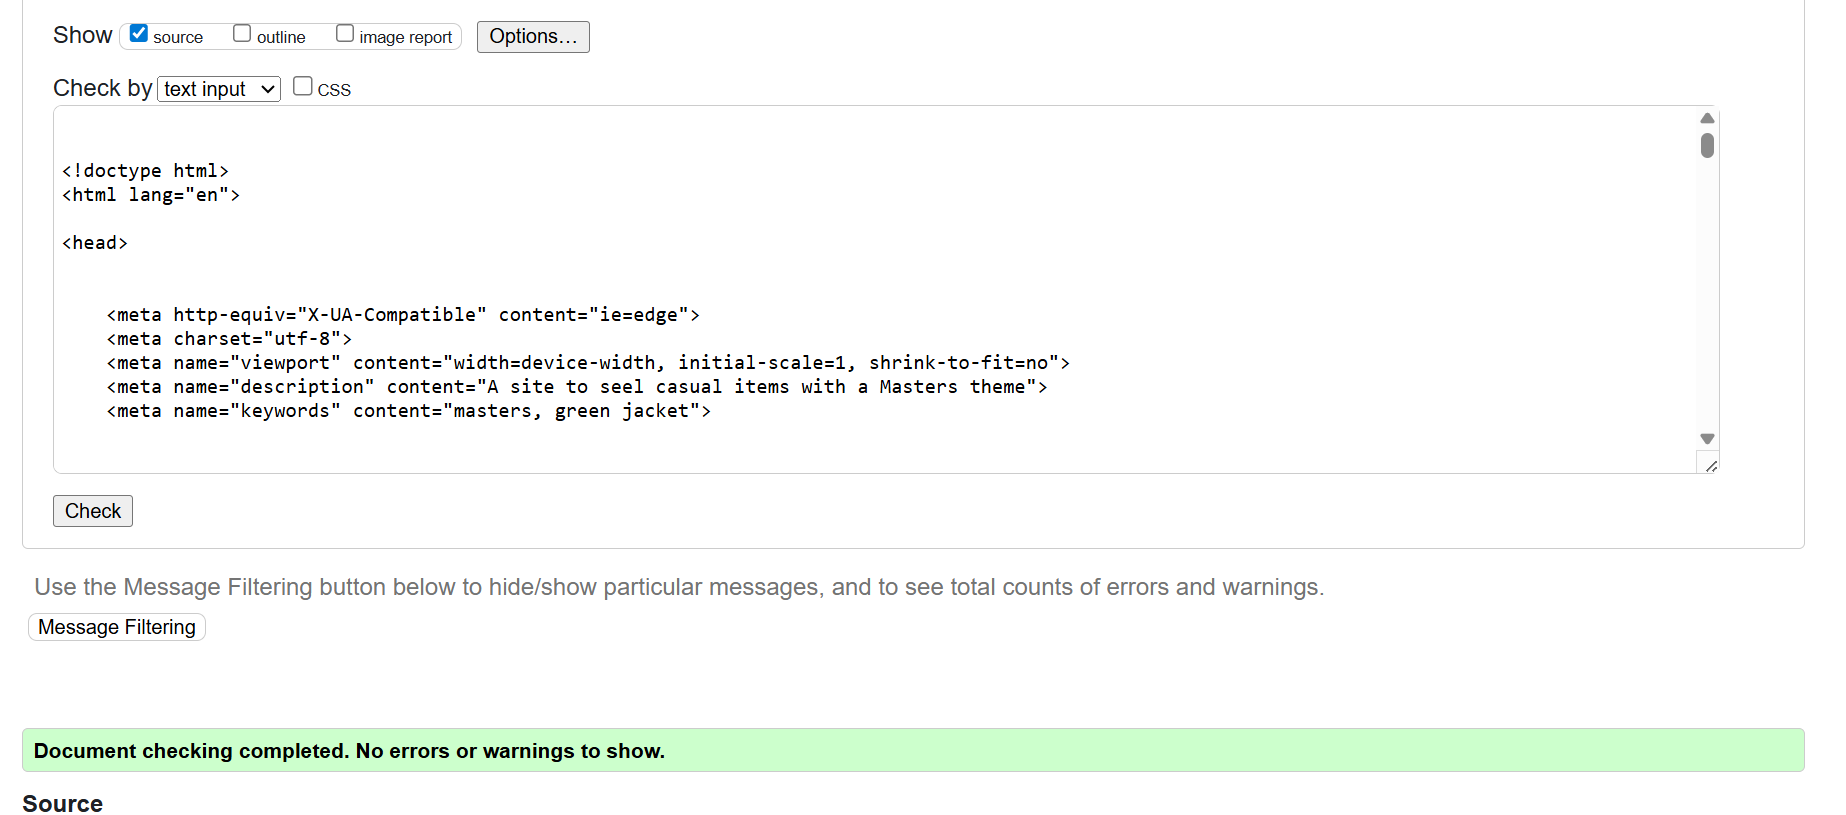 Show source outline image report Options...
Check by text input CSS
<!doctype html>
<html lang="en">
<head>
<meta http-equiv="X-UA-Compatible" content="ie=edge">
<meta charset="utf-8">
<meta name="viewport" content="width=device-width, initial-scale=1, shrink-to-fit=no">
<meta name="description" content="A site to seel casual items with a Masters theme">
<meta name="keywords" content="masters, green jacket">
Check
Use the Message Filtering button below to hide/show particular messages, and to see total counts of errors and warnings.
Message Filtering
Document checking completed. No errors or warnings to show.
Source